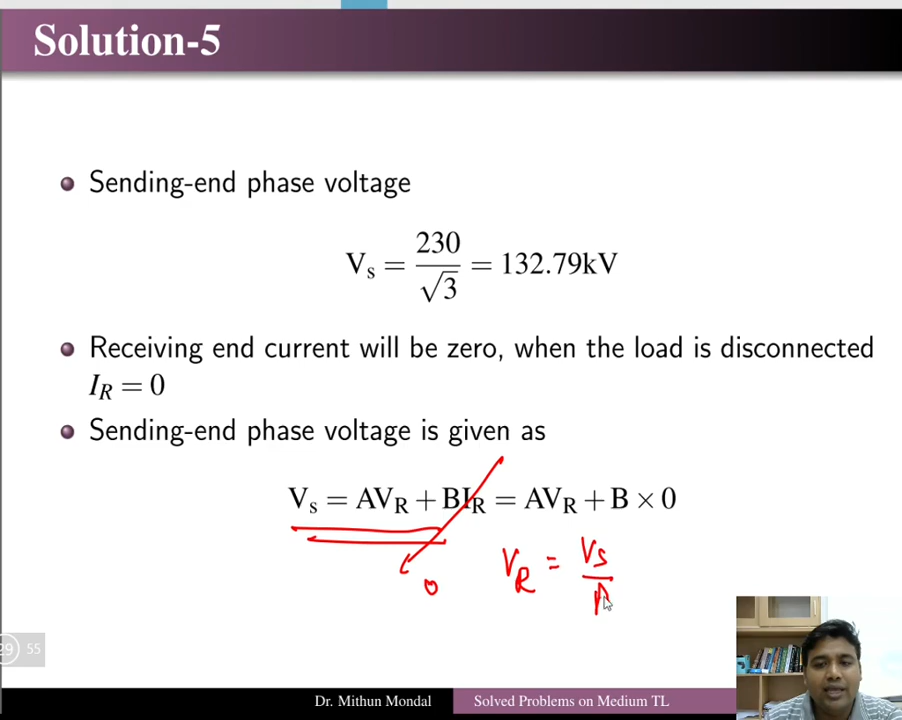 Solution-5
Sending-end phase voltage
V_s = 230/√3 = 132.79kV
Receiving end current will be zero, when the load is disconnected
I_R = 0
Sending-end phase voltage is given as
V_s = AV_R + BI_R = AV_R + B × 0
0
V_R = V_S/A
29 55
Dr. Mithun Mondal Solved Problems on Medium TL